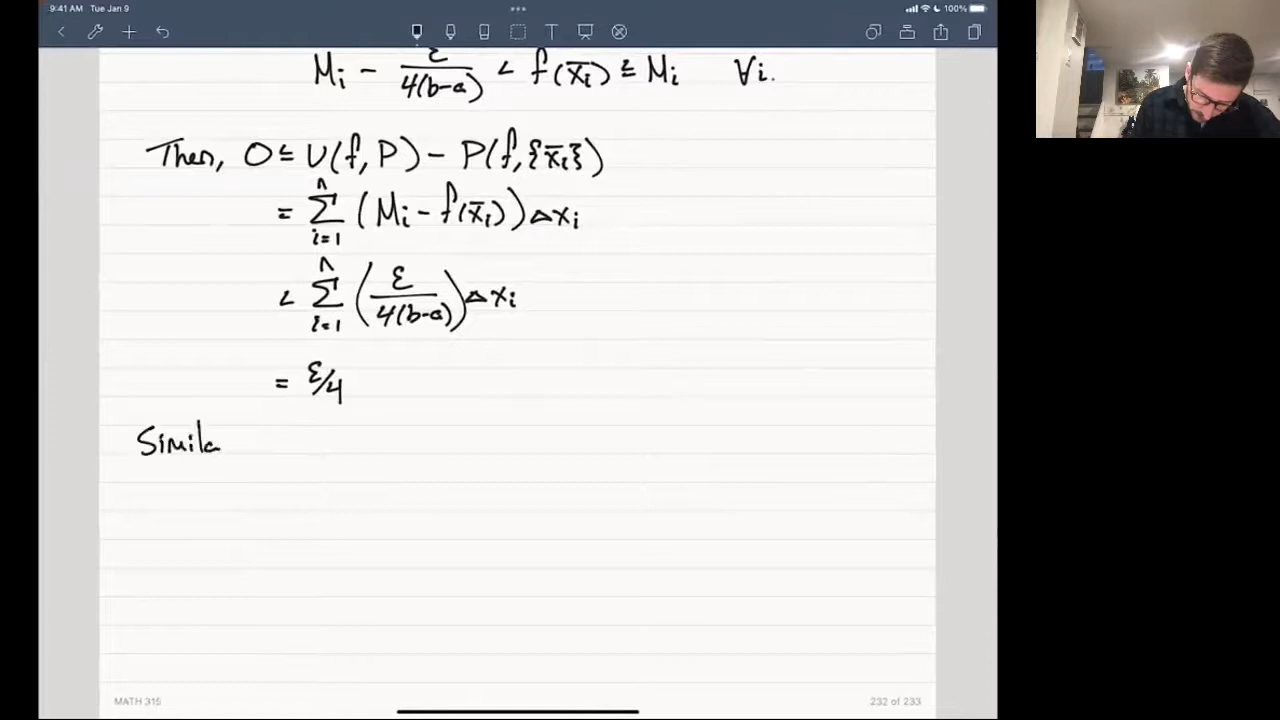 9:41 AM Tue Jan 9
100%
Mᵢ - ε/4(b-a) < f(x̄ᵢ) ≤ Mᵢ ∀i.
Then, 0 ≤ U(f,P) - P(f,{x̄ᵢ})
= Σᵢ₌₁ⁿ (Mᵢ - f(x̄ᵢ))Δxᵢ
< Σᵢ₌₁ⁿ (ε/4(b-a))Δxᵢ
= ε/4
Simila
MATH 315
232 of 233